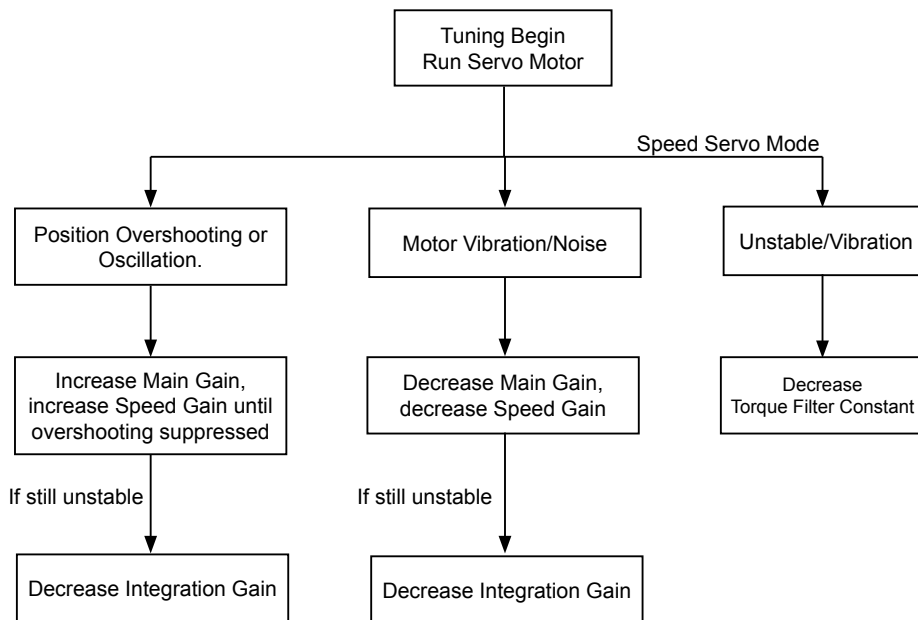 Tuning Begin
Run Servo Motor
Speed Servo Mode
Position Overshooting or
Oscillation.
Motor Vibration/Noise
Unstable/Vibration
Increase Main Gain,
increase Speed Gain until
overshooting suppressed
Decrease Main Gain,
decrease Speed Gain
Decrease
Torque Filter Constant
If still unstable
If still unstable
Decrease Integration Gain
Decrease Integration Gain